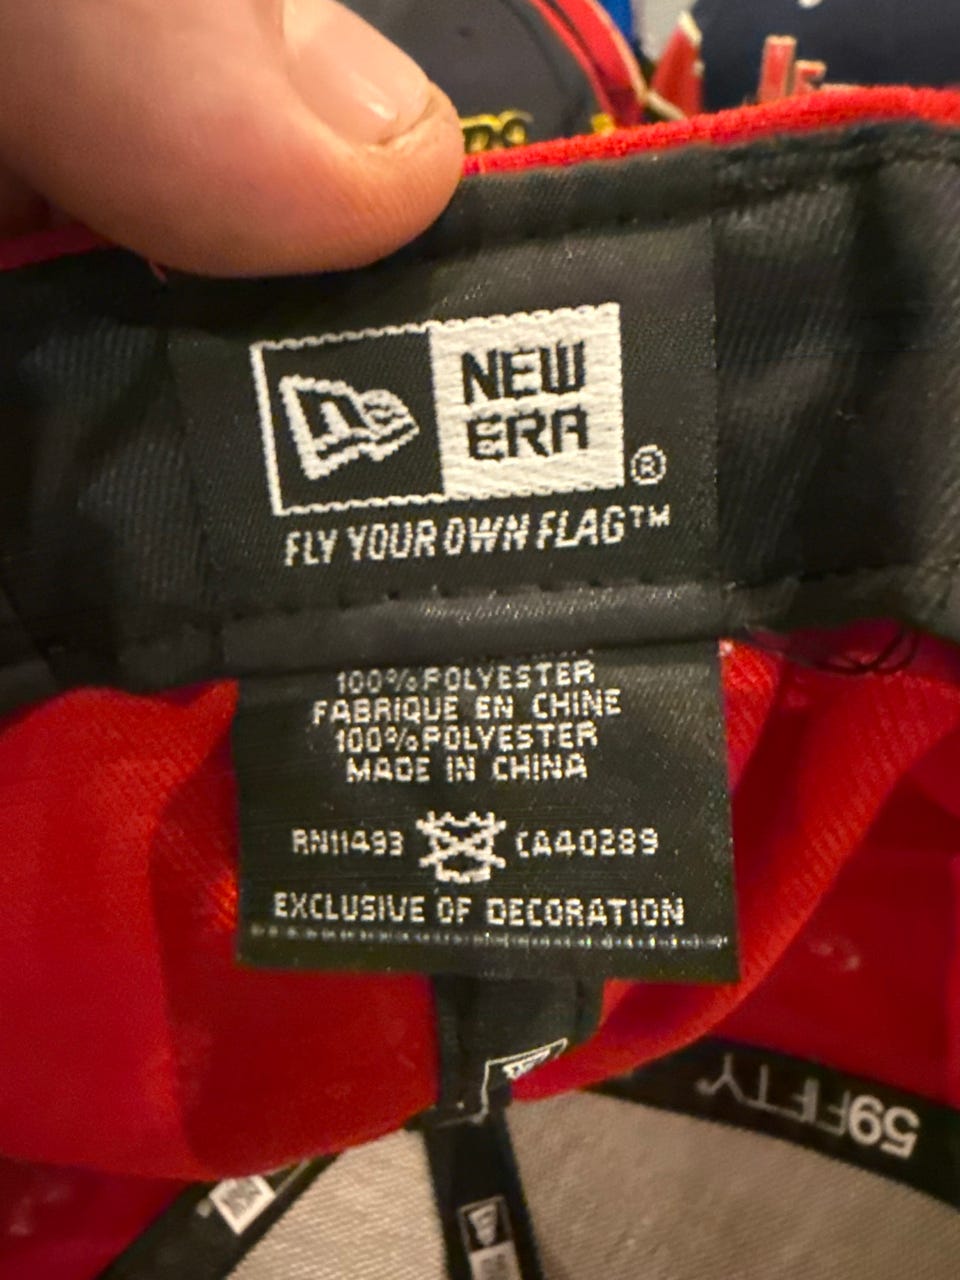 NEW
ERA
®
FLY YOUR OWN FLAG™
100% POLYESTER
FABRIQUE EN CHINE
100% POLYESTER
MADE IN CHINA
RN11493 CA40289
EXCLUSIVE OF DECORATION
59FIFTY